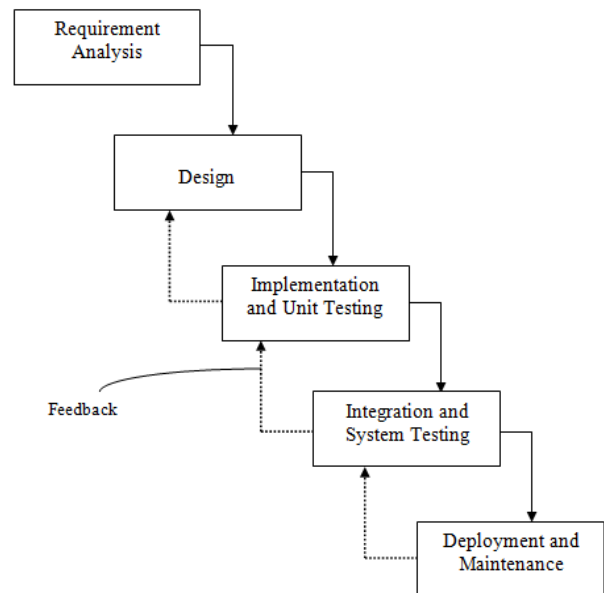 Requirement
Analysis
Design
Implementation
and Unit Testing
Feedback
Integration and
System Testing
Deployment and
Maintenance